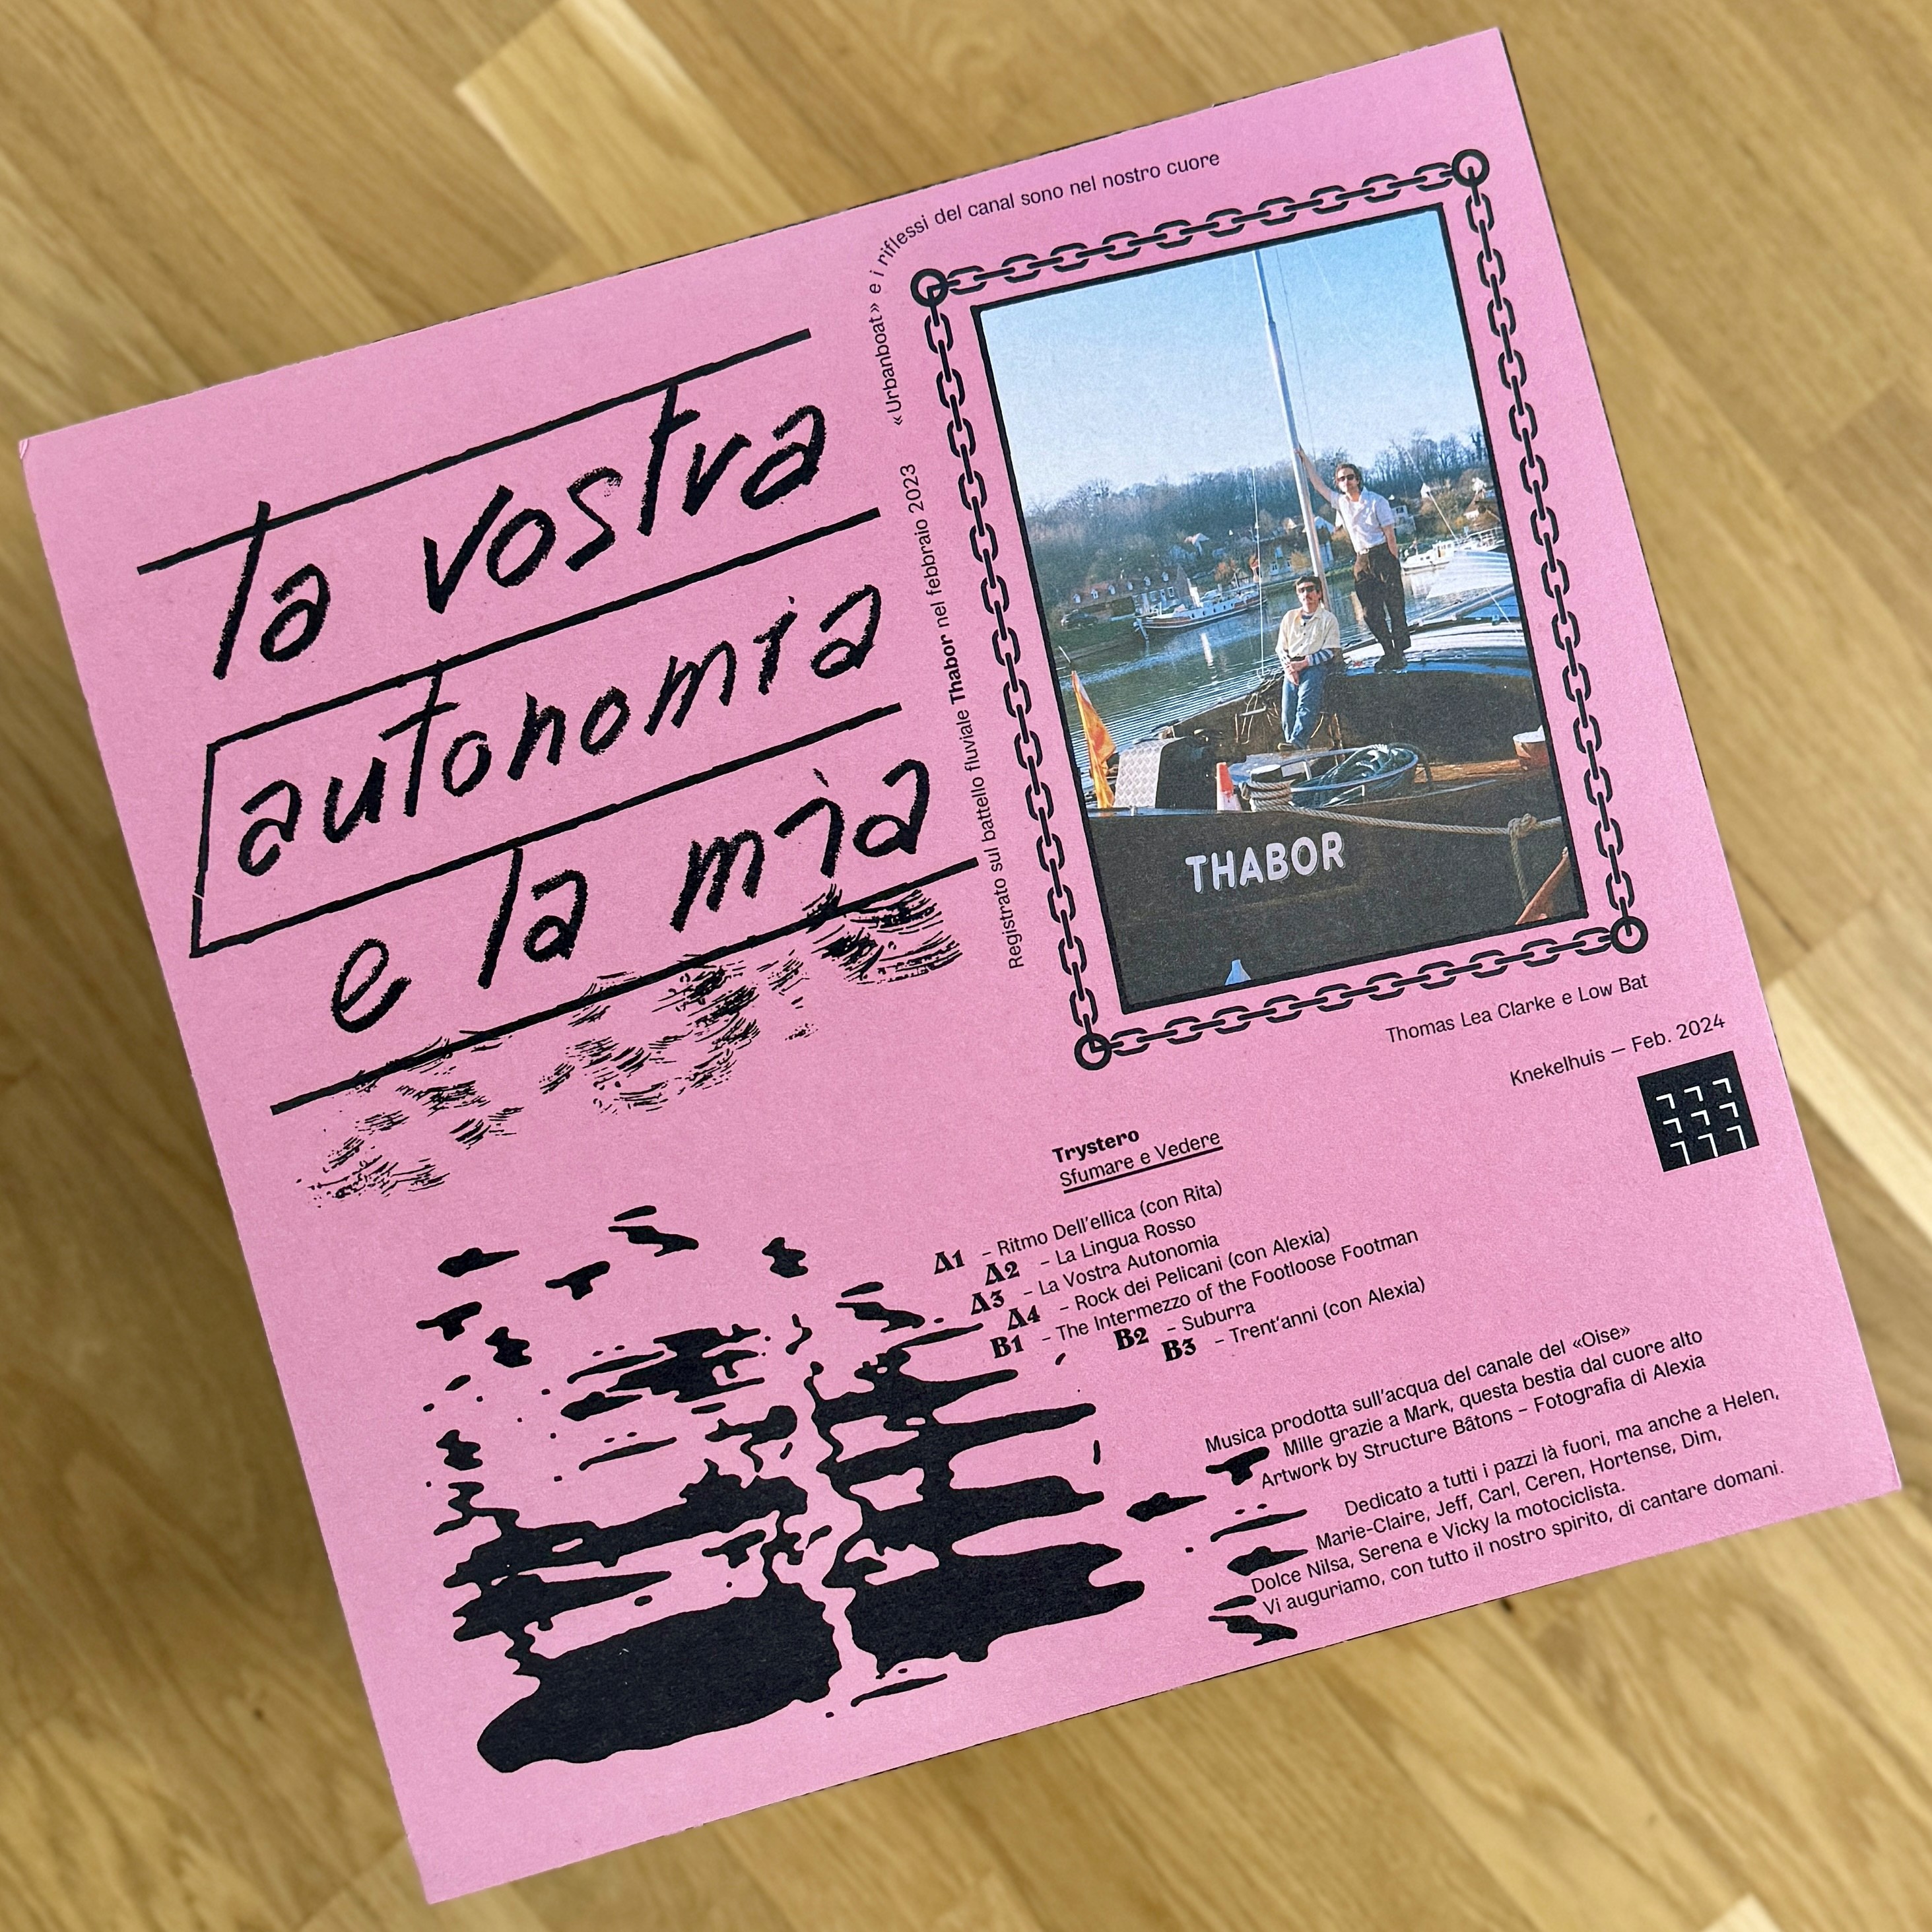 la vostra
autonomia
e la mia
Registrato sul battello fluviale Thabor nel febbraio 2023
«Urbanboat» e i riflessi del canal sono nel nostro cuore
THABOR
Thomas Lea Clarke e Low Bat
Knekelhuis – Feb. 2024
Trystero
Sfumare e Vedere
A1 – Ritmo Dell'ellica (con Rita)
A2 – La Lingua Rosso
A3 – La Vostra Autonomia
A4 – Rock dei Pelicani (con Alexia)
B1 – The Intermezzo of the Footloose Footman
B2 – Suburra
B3 – Trent'anni (con Alexia)
Musica prodotta sull'acqua del canale del «Oise»
Mille grazie a Mark, questa bestia dal cuore alto
Artwork by Structure Bâtons – Fotografia di Alexia
Dedicato a tutti i pazzi là fuori, ma anche a Helen,
Marie-Claire, Jeff, Carl, Ceren, Hortense, Dim,
Dolce Nilsa, Serena e Vicky la motociclista.
Vi auguriamo, con tutto il nostro spirito, di cantare domani.